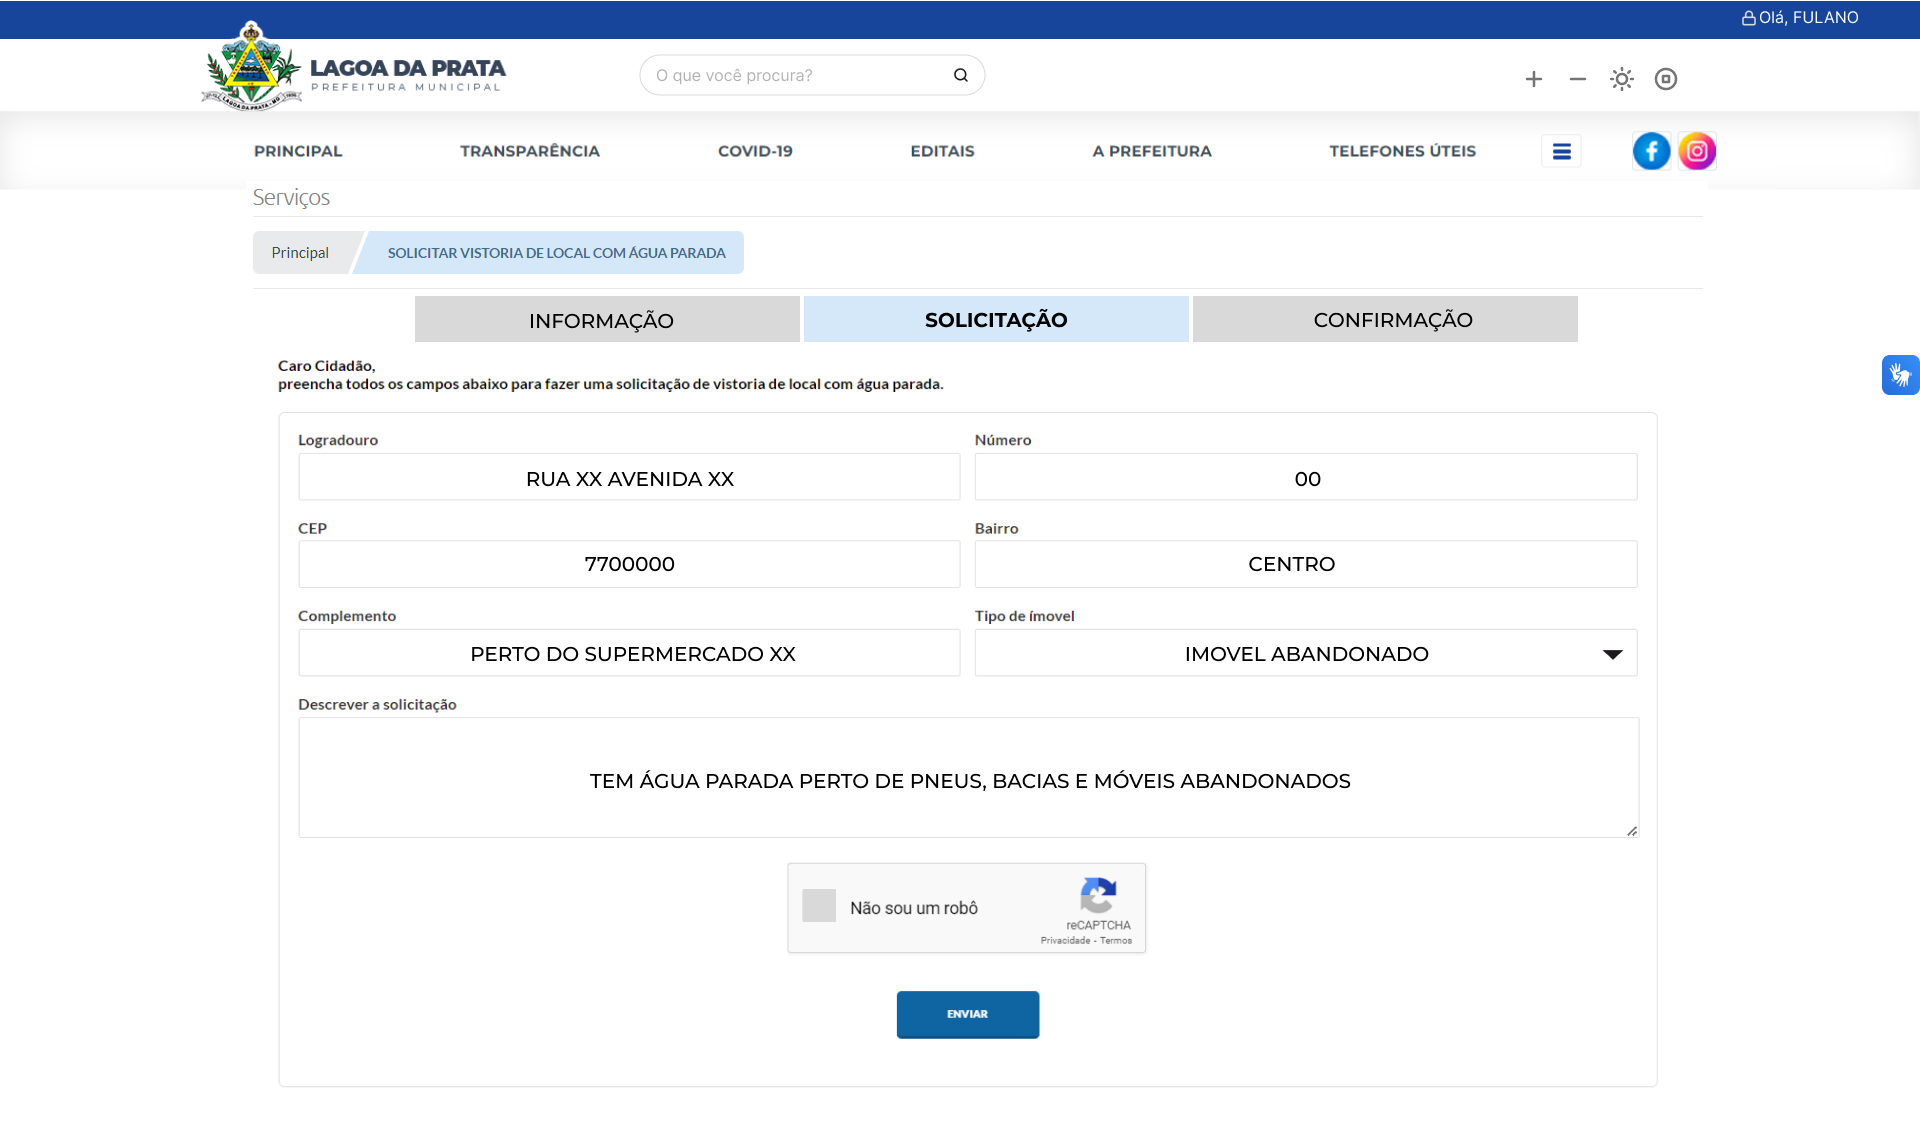 Olá, FULANO
LAGOA DA PRATA
PREFEITURA MUNICIPAL
LAGOA DA PRATA - MG
O que você procura?
PRINCIPAL
TRANSPARÊNCIA
COVID-19
EDITAIS
A PREFEITURA
TELEFONES ÚTEIS
Serviços
Principal
SOLICITAR VISTORIA DE LOCAL COM ÁGUA PARADA
INFORMAÇÃO
SOLICITAÇÃO
CONFIRMAÇÃO
Caro Cidadão,
preencha todos os campos abaixo para fazer uma solicitação de vistoria de local com água parada.
Logradouro
Número
RUA XX AVENIDA XX
00
CEP
Bairro
7700000
CENTRO
Complemento
Tipo de ímovel
PERTO DO SUPERMERCADO XX
IMOVEL ABANDONADO
Descrever a solicitação
TEM ÁGUA PARADA PERTO DE PNEUS, BACIAS E MÓVEIS ABANDONADOS
Não sou um robô
reCAPTCHA
Privacidade - Termos
ENVIAR